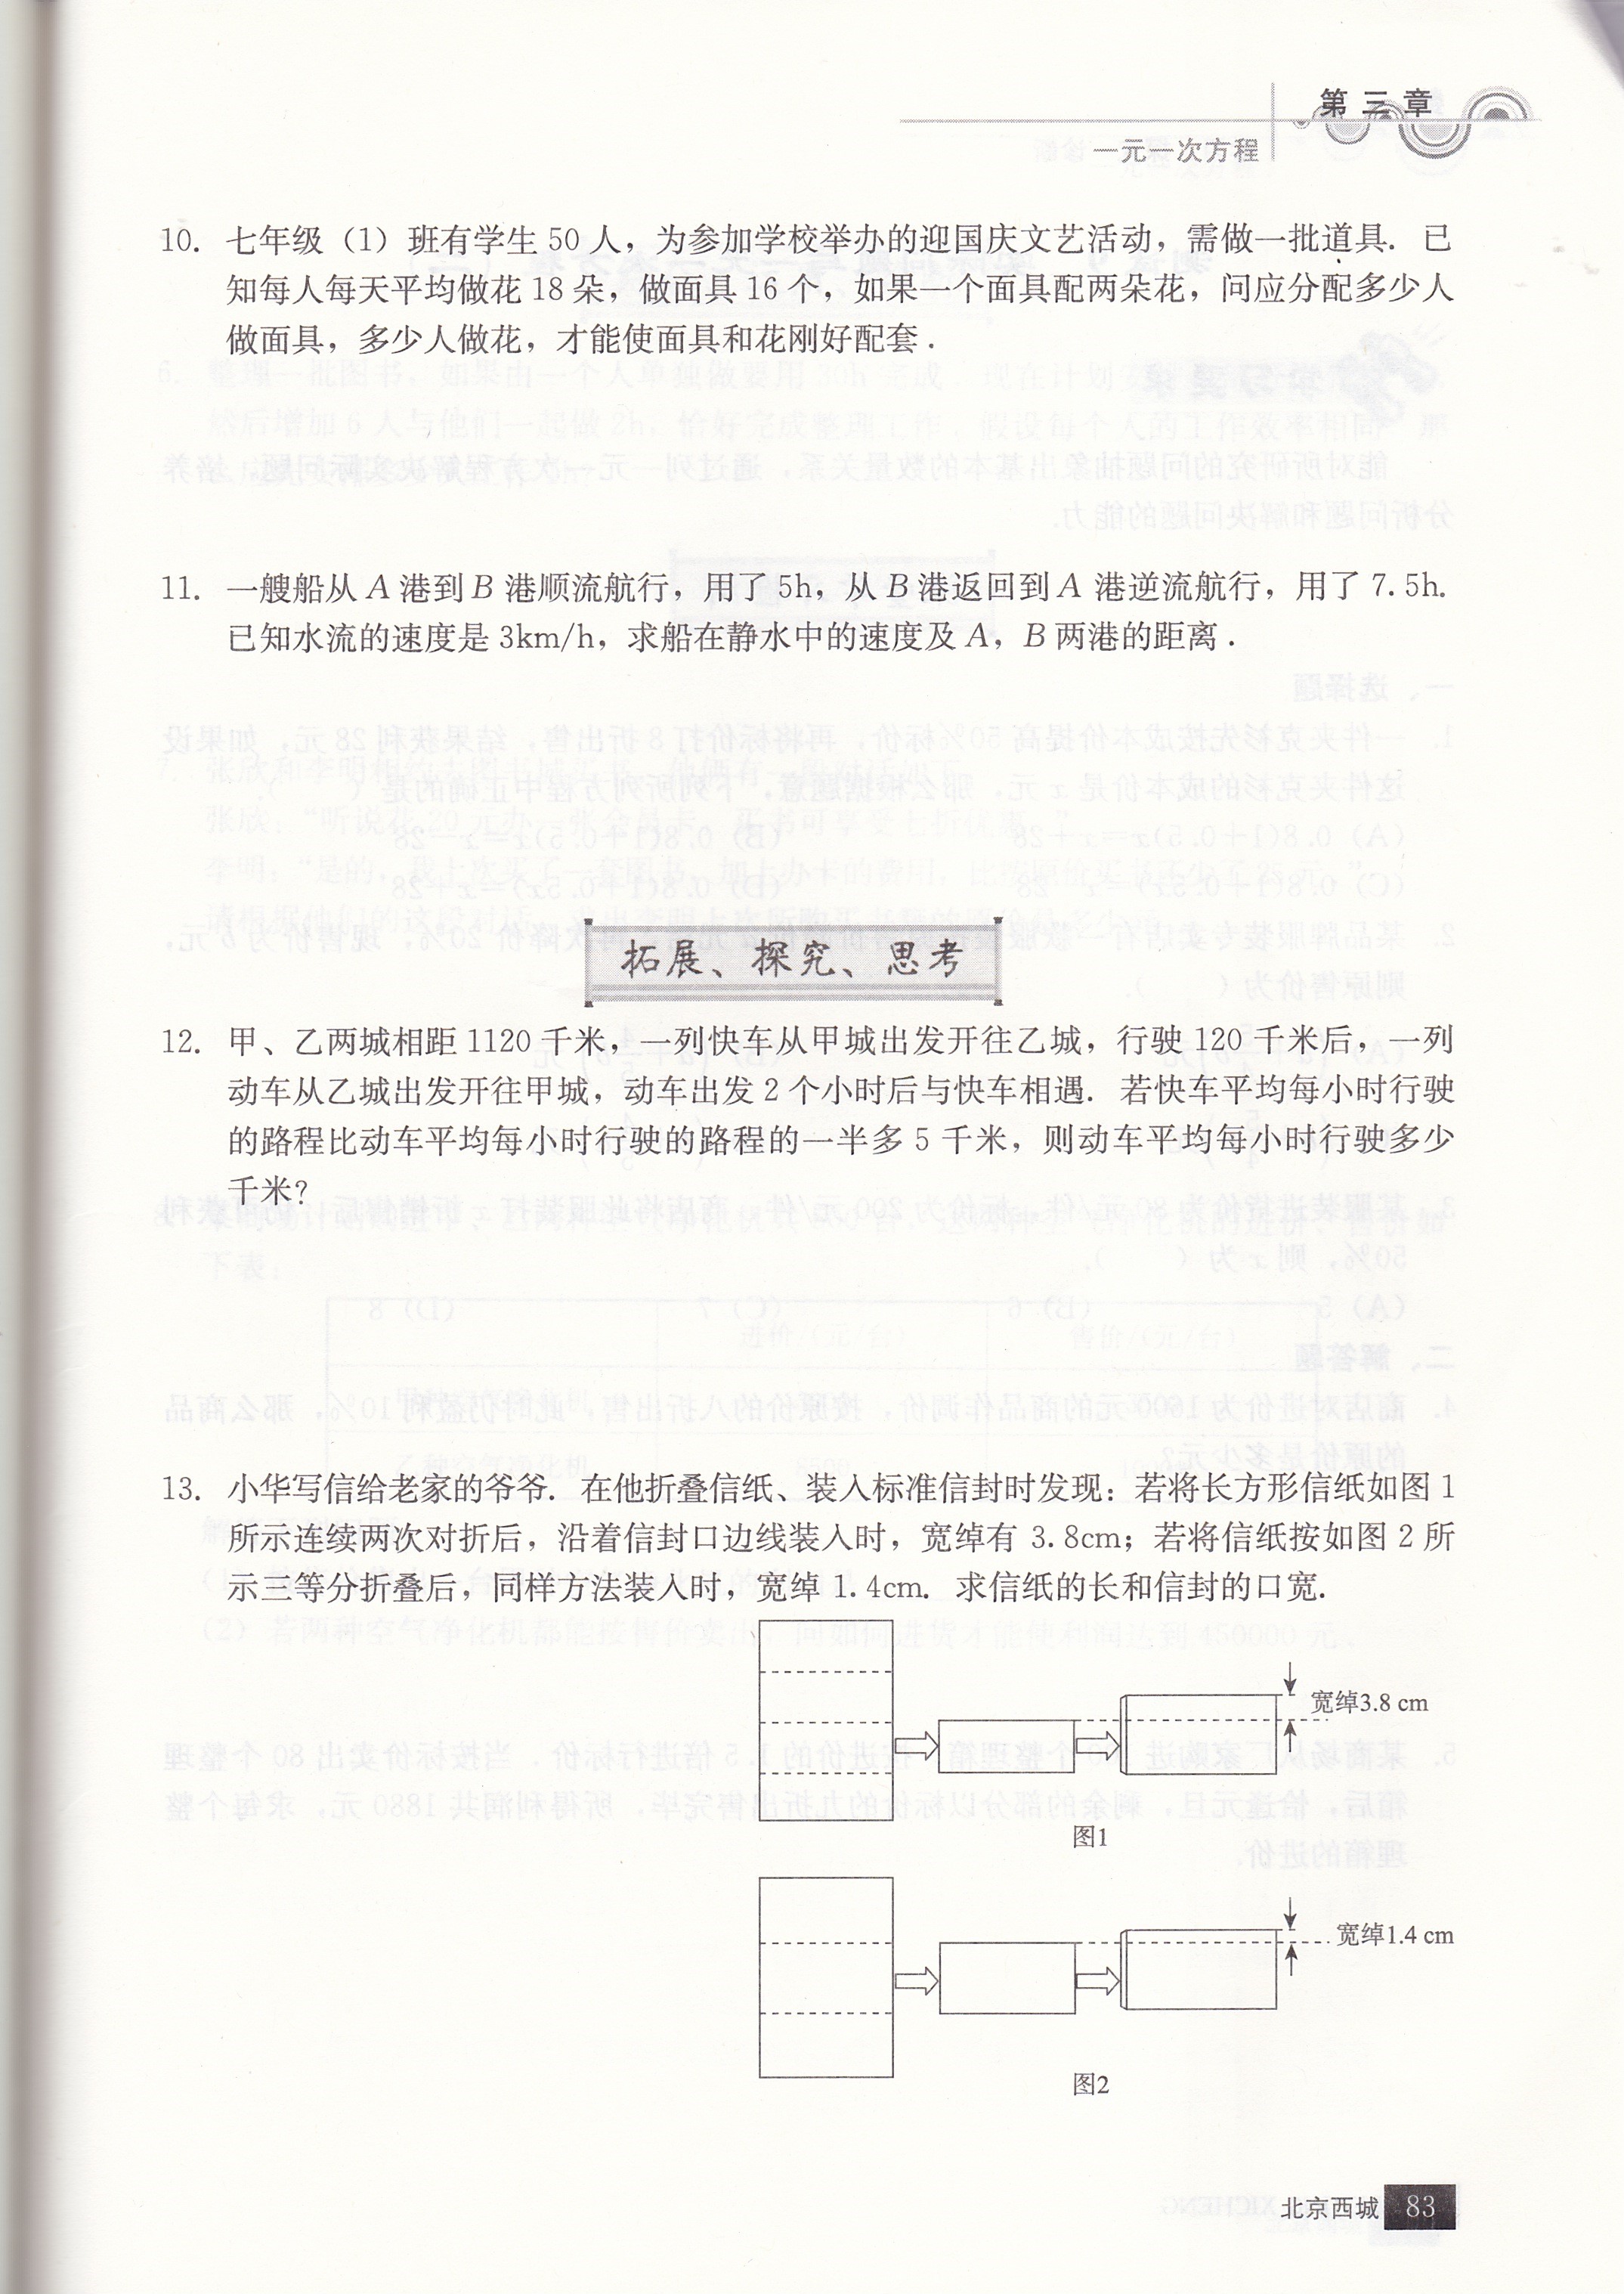 第三章
一元一次方程
10. 七年级（1）班有学生 50 人，为参加学校举办的迎国庆文艺活动，需做一批道具. 已
知每人每天平均做花 18 朵，做面具 16 个，如果一个面具配两朵花，问应分配多少人
做面具，多少人做花，才能使面具和花刚好配套.
11. 一艘船从 A 港到 B 港顺流航行，用了 5h，从 B 港返回到 A 港逆流航行，用了 7.5h.
已知水流的速度是 3km/h，求船在静水中的速度及 A，B 两港的距离.
拓展、探究、思考
12. 甲、乙两城相距 1120 千米，一列快车从甲城出发开往乙城，行驶 120 千米后，一列
动车从乙城出发开往甲城，动车出发 2 个小时后与快车相遇. 若快车平均每小时行驶
的路程比动车平均每小时行驶的路程的一半多 5 千米，则动车平均每小时行驶多少
千米?
13. 小华写信给老家的爷爷. 在他折叠信纸、装入标准信封时发现：若将长方形信纸如图 1
所示连续两次对折后，沿着信封口边线装入时，宽绰有 3.8cm；若将信纸按如图 2 所
示三等分折叠后，同样方法装入时，宽绰 1.4cm. 求信纸的长和信封的口宽.
宽绰3.8 cm
图1
宽绰1.4 cm
图2
北京西城 83